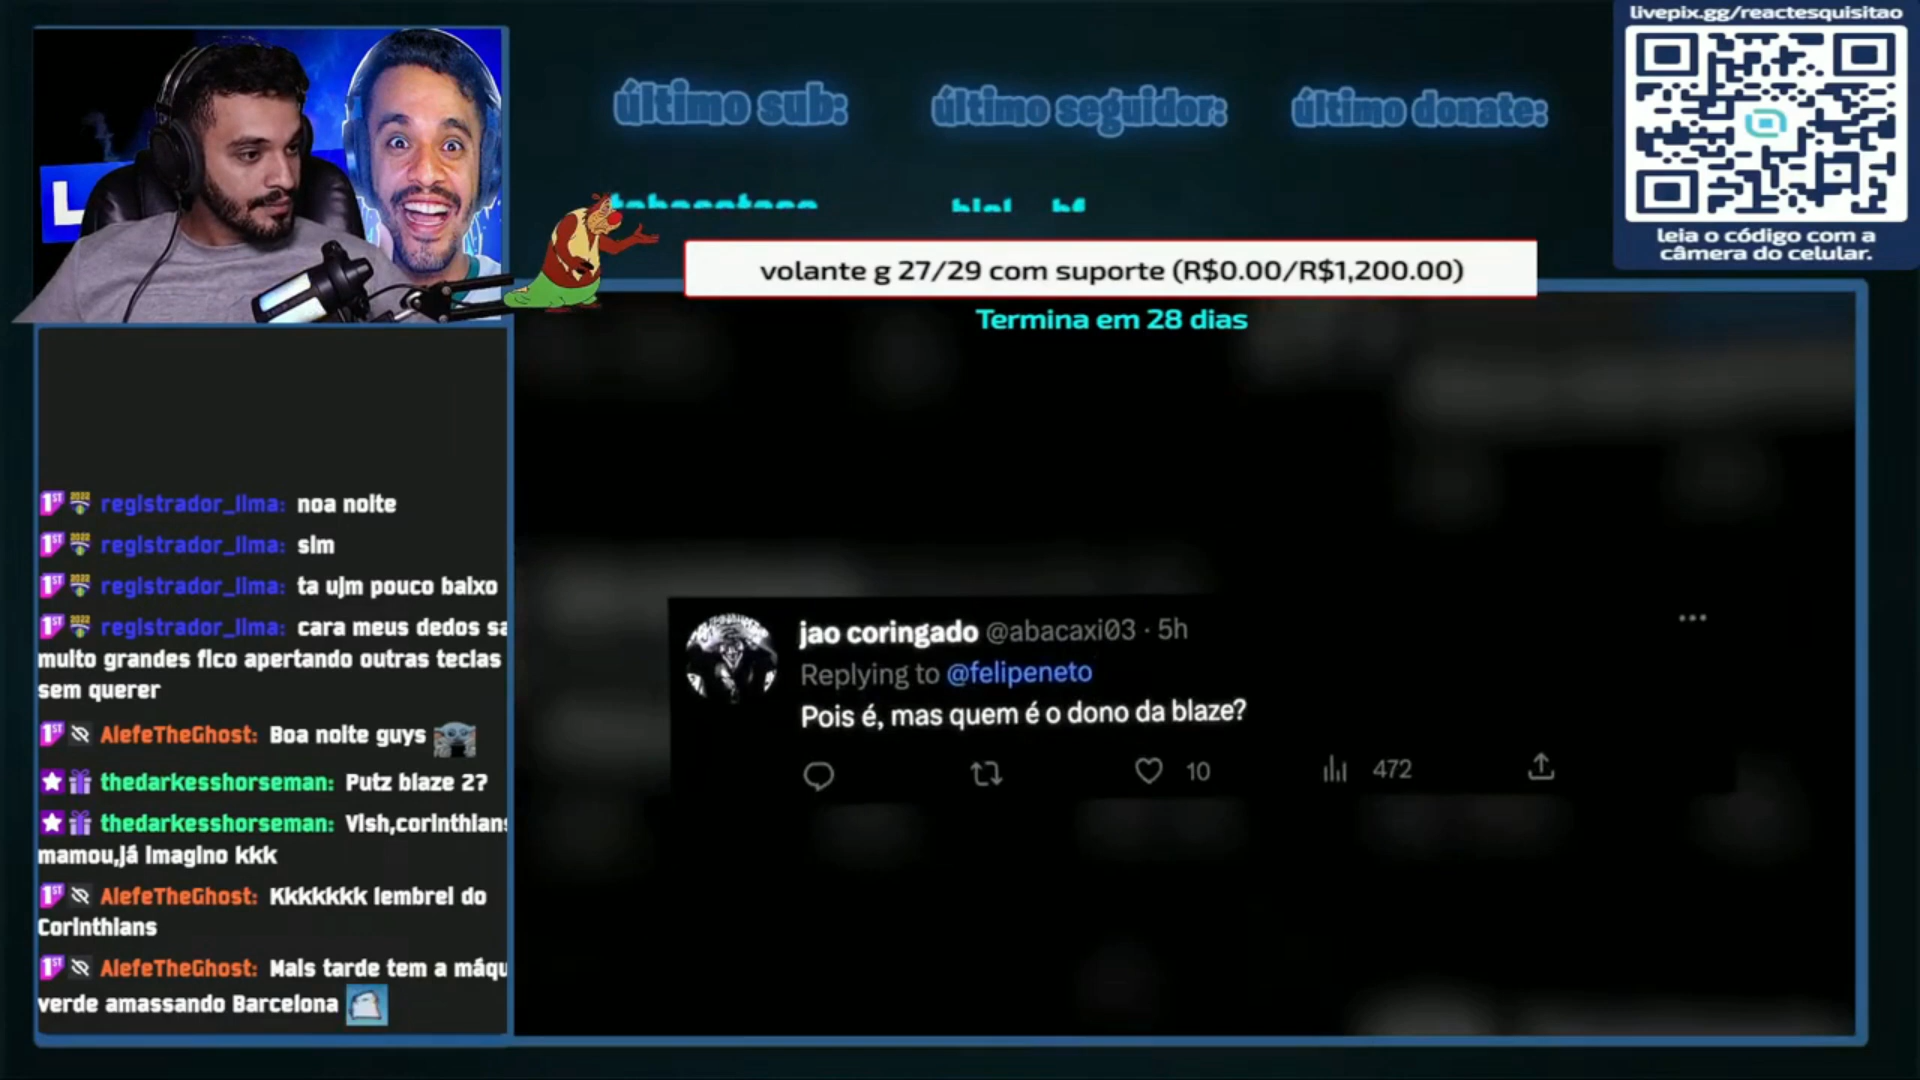 livepix.gg/reactesquisitao
último sub:
último seguidor:
último donate:
L
leia o código com a
câmera do celular.
volante g 27/29 com suporte (R$0.00/R$1,200.00)
Termina em 28 dias
registrador_lima: noa noite
registrador_lima: sim
registrador_lima: ta ujm pouco baixo
registrador_lima: cara meus dedos sa
muito grandes fico apertando outras teclas
sem querer
AlefeTheGhost: Boa noite guys
thedarkesshorseman: Putz blaze 2?
thedarkesshorseman: Vish,corinthians
mamou,já imagino kkk
AlefeTheGhost: Kkkkkkk lembrei do
Corinthians
AlefeTheGhost: Mais tarde tem a máqu
verde amassando Barcelona
jao coringado @abacaxi03 · 5h
Replying to @felipeneto
Pois é, mas quem é o dono da blaze?
10
472